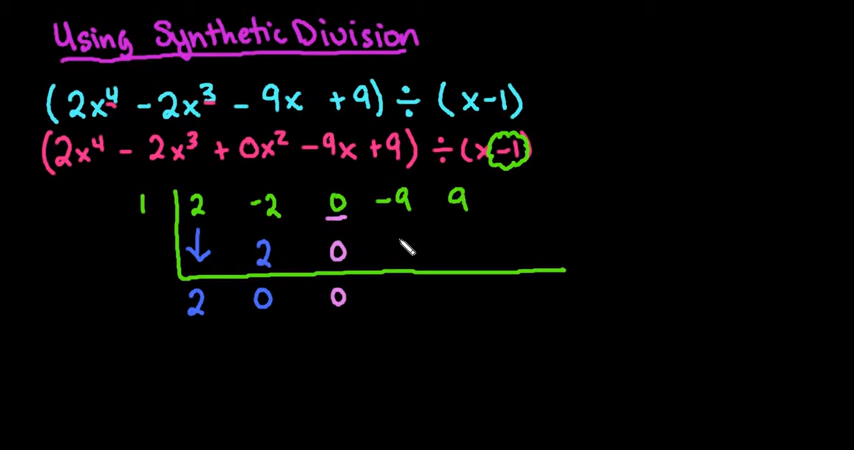 Using Synthetic Division
(2x⁴ - 2x³ - 9x + 9) ÷ (x-1)
(2x⁴ - 2x³ + 0x² - 9x + 9) ÷ (x-1)
1 2 -2 0 -9 9
↓ 2 0
2 0 0